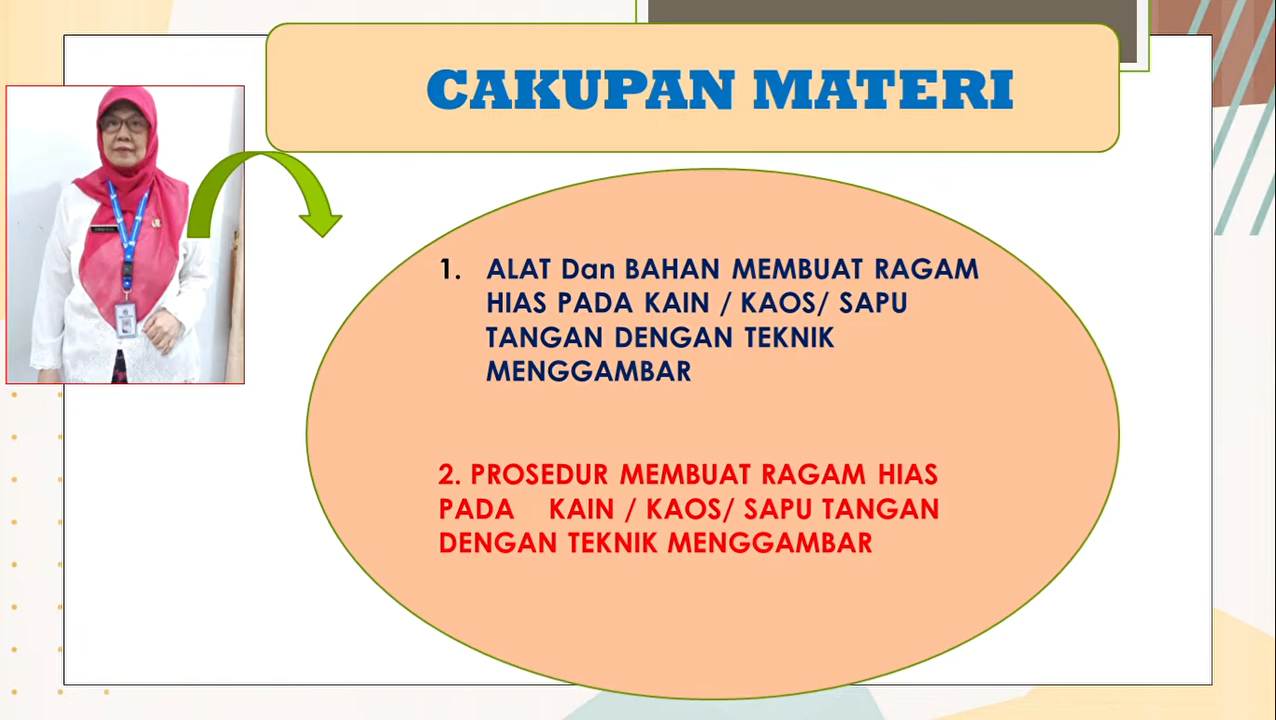 CAKUPAN MATERI
1. ALAT Dan BAHAN MEMBUAT RAGAM
HIAS PADA KAIN / KAOS/ SAPU
TANGAN DENGAN TEKNIK
MENGGAMBAR
2. PROSEDUR MEMBUAT RAGAM HIAS
PADA KAIN / KAOS/ SAPU TANGAN
DENGAN TEKNIK MENGGAMBAR